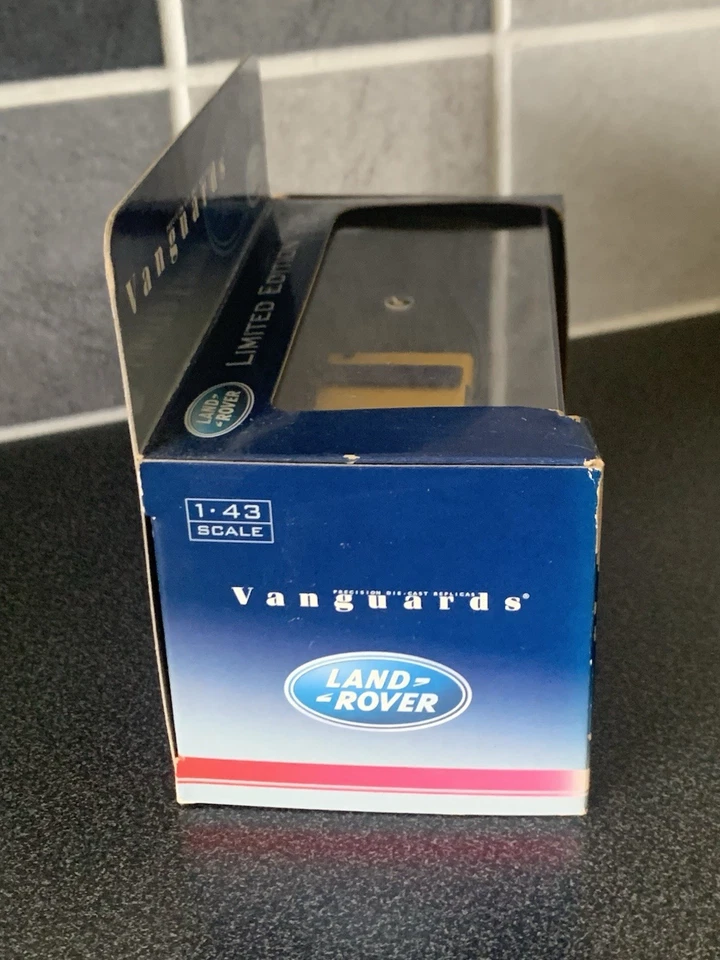 Vanguards
LIMITED EDITION
LAND-
-ROVER
1:43
SCALE
PRECISION DIE-CAST REPLICAS
Vanguards®
LAND-
-ROVER